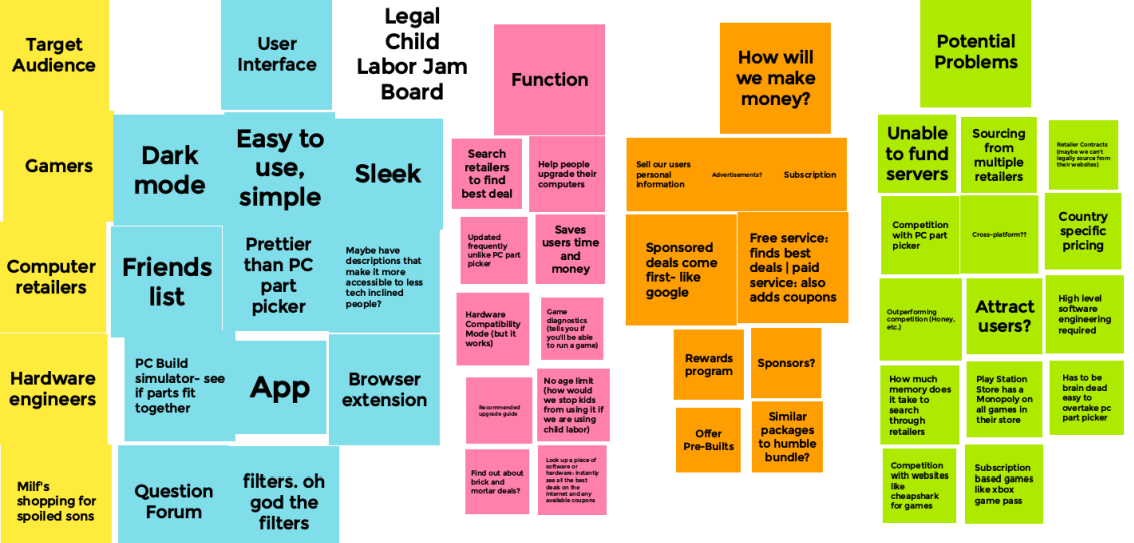 Target
Audience
Gamers
Computer
retailers
Hardware
engineers
Milf's
shopping for
spoiled sons
User
Interface
Dark
mode
Easy to
use,
simple
Sleek
Friends
list
Prettier
than PC
part
picker
Maybe have
descriptions that
make it more
accessible to less
tech inclined
people?
PC Build
simulator- see
if parts fit
together
App
Browser
extension
Question
Forum
filters. oh
god the
filters
Legal
Child
Labor Jam
Board
Function
Search
retailers
to find
best deal
Help people
upgrade their
computers
Updated
frequently
unlike PC part
picker
Saves
users time
and
money
Hardware
Compatibility
Mode (but it
works)
Game
diagnostics
(tells you if
you'll be able
to run a game)
Recommended
upgrade guide
No age limit
(how would
we stop kids
from using it if
we are using
child labor)
Find out about
brick and
mortar deals?
Look up a piece of
software or
hardware: instantly
see all the best
deals on the
internet and any
available coupons
How will
we make
money?
Sell our users
personal
information
Advertisements?
Subscription
Sponsored
deals come
first- like
google
Free service:
finds best
deals | paid
service: also
adds coupons
Rewards
program
Sponsors?
Offer
Pre-Builts
Similar
packages
to humble
bundle?
Potential
Problems
Unable
to fund
servers
Sourcing
from
multiple
retailers
Retailer Contracts
(maybe we can't
legally source from
their websites)
Competition
with PC part
picker
Cross-platform??
Country
specific
pricing
Outperforming
competition (Honey,
etc.)
Attract
users?
High level
software
engineering
required
How much
memory does
it take to
search
through
retailers
Play Station
Store has a
Monopoly on
all games in
their store
Has to be
brain dead
easy to
overtake pc
part picker
Competition
with websites
like
cheapshark
for games
Subscription
based games
like xbox
game pass